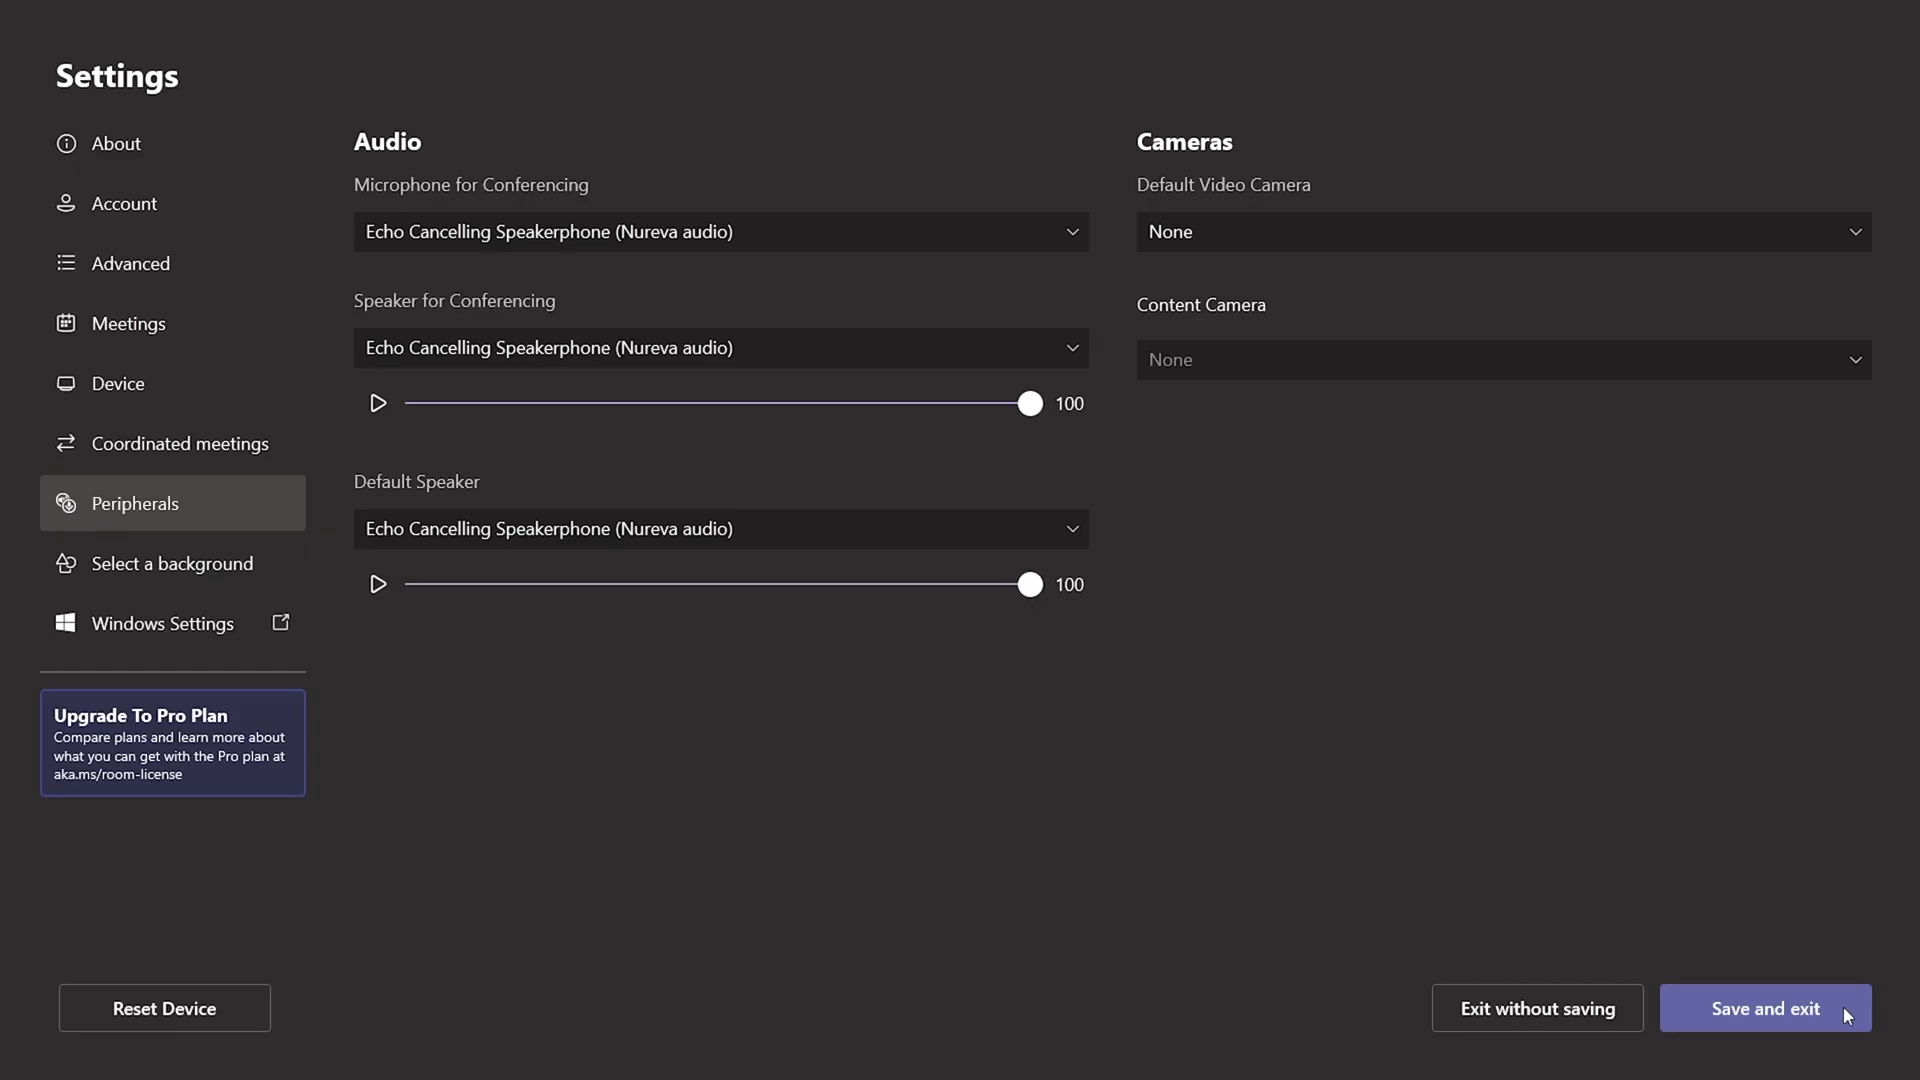 Settings
About
Account
Advanced
Meetings
Device
Coordinated meetings
Peripherals
Select a background
Windows Settings
Upgrade To Pro Plan
Compare plans and learn more about
what you can get with the Pro plan at
aka.ms/room-license
Reset Device
Audio
Microphone for Conferencing
Echo Cancelling Speakerphone (Nureva audio)
Speaker for Conferencing
Echo Cancelling Speakerphone (Nureva audio)
100
Default Speaker
Echo Cancelling Speakerphone (Nureva audio)
100
Cameras
Default Video Camera
None
Content Camera
None
Exit without saving
Save and exit